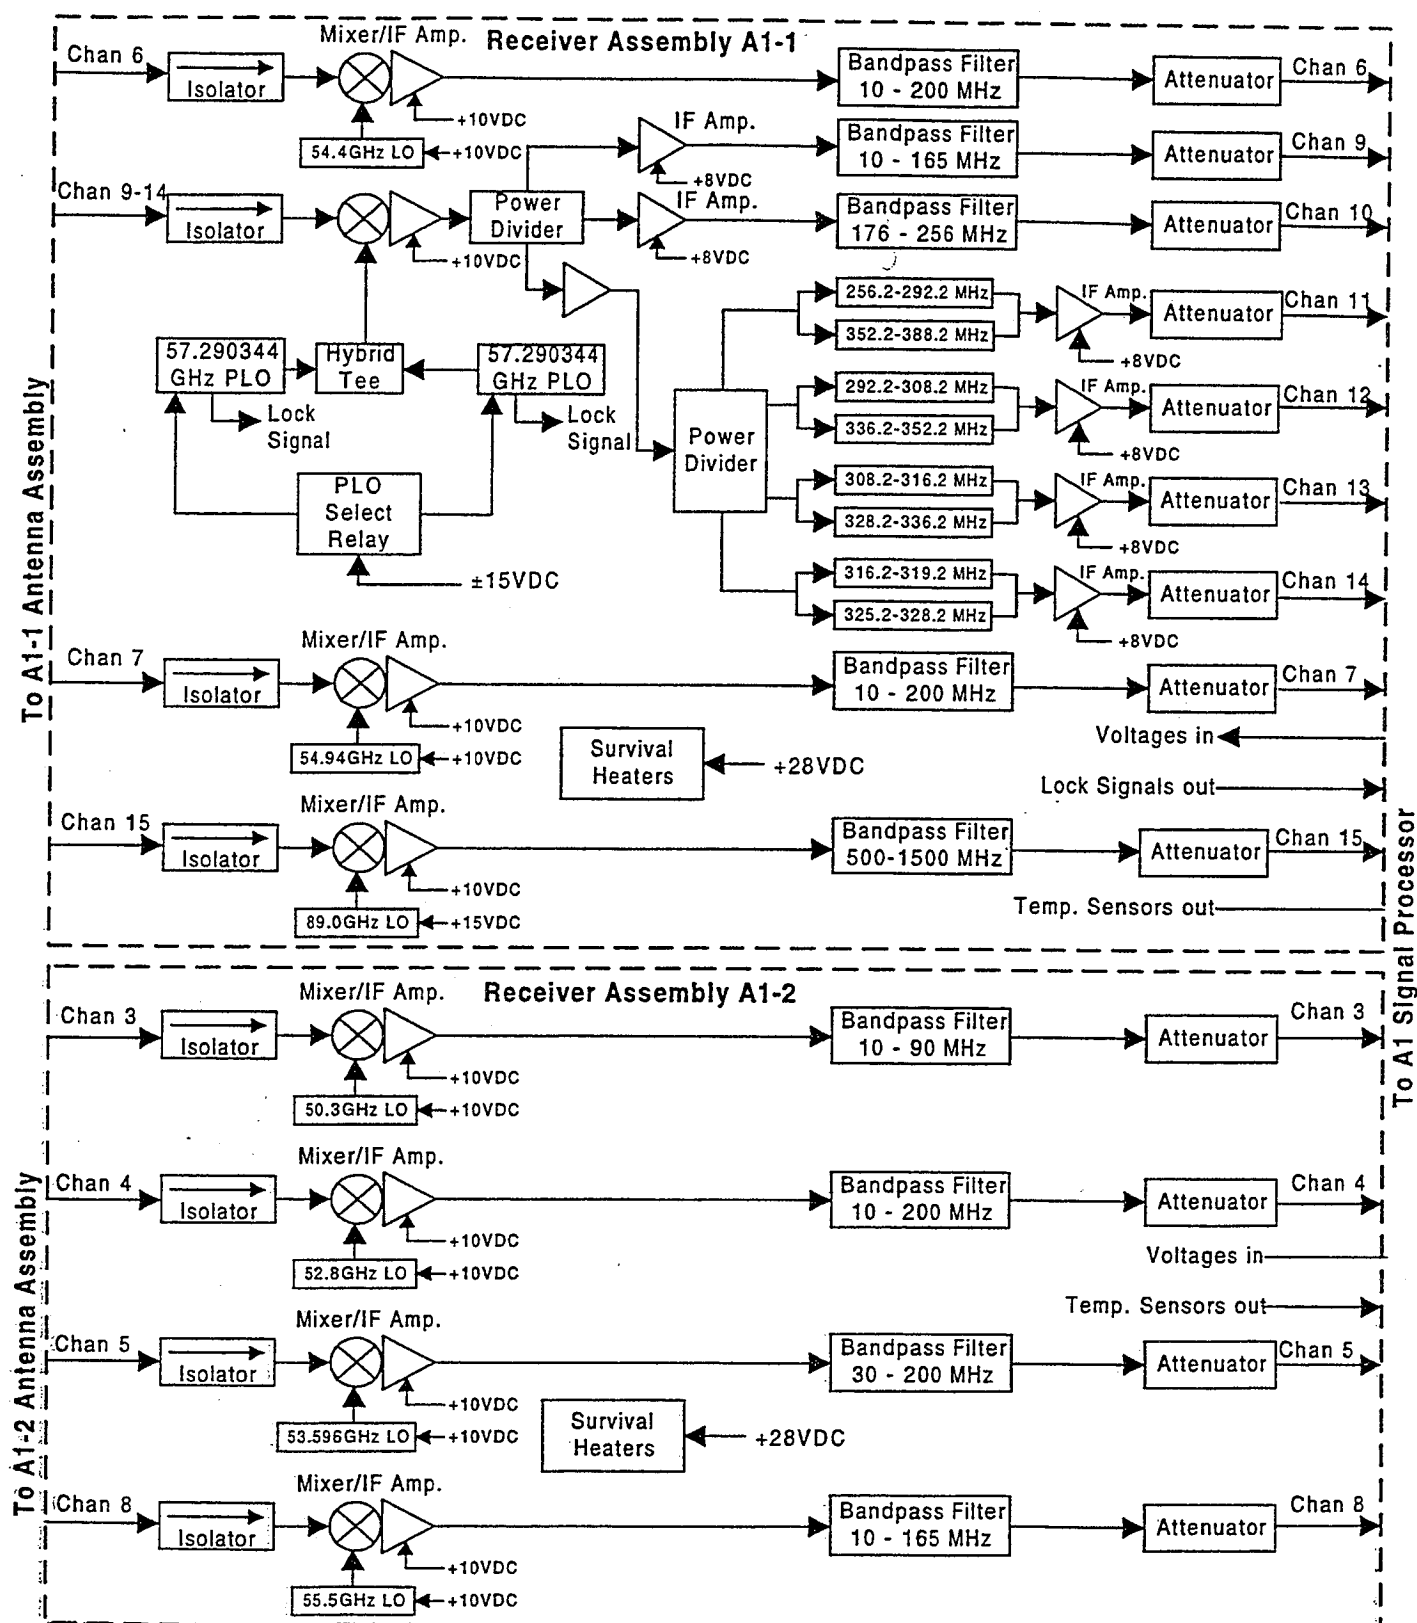 Mixer/IF Amp.
Receiver Assembly A1-1
Chan 6
Isolator
+10VDC
54.4GHz LO
+10VDC
Bandpass Filter
10 - 200 MHz
Attenuator
Chan 6
IF Amp.
+8VDC
Bandpass Filter
10 - 165 MHz
Attenuator
Chan 9
Chan 9-14
Isolator
+10VDC
Power
Divider
IF Amp.
+8VDC
Bandpass Filter
176 - 256 MHz
Attenuator
Chan 10
256.2-292.2 MHz
352.2-388.2 MHz
IF Amp.
+8VDC
Attenuator
Chan 11
57.290344
GHz PLO
Hybrid
Tee
57.290344
GHz PLO
Lock
Signal
Lock
Signal
Power
Divider
292.2-308.2 MHz
336.2-352.2 MHz
IF Amp.
+8VDC
Attenuator
Chan 12
PLO
Select
Relay
±15VDC
308.2-316.2 MHz
328.2-336.2 MHz
IF Amp.
+8VDC
Attenuator
Chan 13
316.2-319.2 MHz
325.2-328.2 MHz
IF Amp.
+8VDC
Attenuator
Chan 14
To A1-1 Antenna Assembly
Mixer/IF Amp.
Chan 7
Isolator
+10VDC
54.94GHz LO
+10VDC
Bandpass Filter
10 - 200 MHz
Attenuator
Chan 7
Survival
Heaters
+28VDC
Voltages in
Lock Signals out
Mixer/IF Amp.
Chan 15
Isolator
+10VDC
89.0GHz LO
+15VDC
Bandpass Filter
500-1500 MHz
Attenuator
Chan 15
Temp. Sensors out
To A1 Signal Processor
Mixer/IF Amp.
Receiver Assembly A1-2
Chan 3
Isolator
+10VDC
50.3GHz LO
+10VDC
Bandpass Filter
10 - 90 MHz
Attenuator
Chan 3
Mixer/IF Amp.
Chan 4
Isolator
+10VDC
52.8GHz LO
+10VDC
Bandpass Filter
10 - 200 MHz
Attenuator
Chan 4
Voltages in
Temp. Sensors out
To A1-2 Antenna Assembly
Mixer/IF Amp.
Chan 5
Isolator
+10VDC
53.596GHz LO
+10VDC
Bandpass Filter
30 - 200 MHz
Attenuator
Chan 5
Survival
Heaters
+28VDC
Mixer/IF Amp.
Chan 8
Isolator
+10VDC
55.5GHz LO
+10VDC
Bandpass Filter
10 - 165 MHz
Attenuator
Chan 8